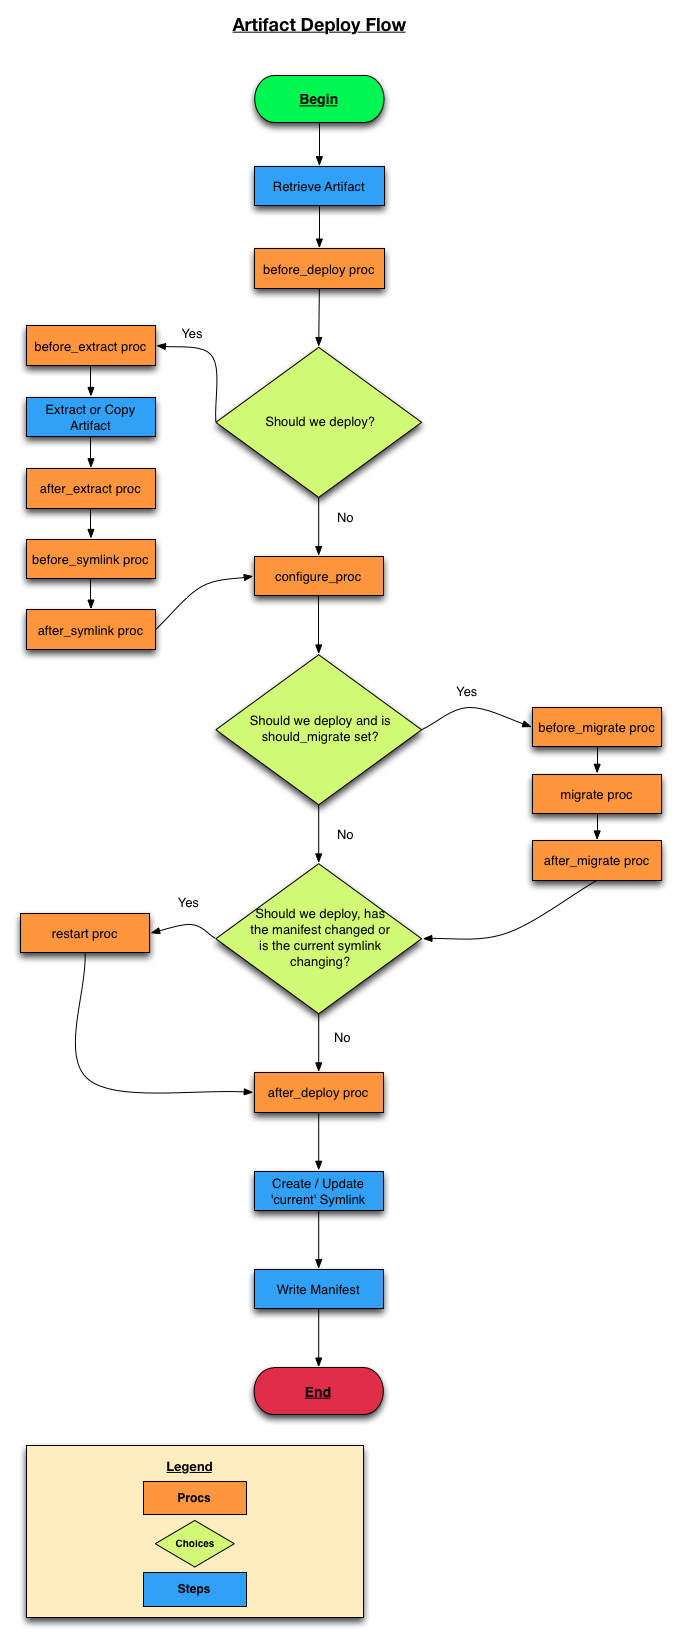 Artifact Deploy Flow
Begin
Retrieve Artifact
before_deploy proc
Yes
before_extract proc
Extract or Copy
Artifact
after_extract proc
before_symlink proc
after_symlink proc
Should we deploy?
No
configure_proc
Should we deploy and is
should_migrate set?
Yes
before_migrate proc
migrate proc
after_migrate proc
No
Should we deploy, has
the manifest changed or
is the current symlink
changing?
Yes
restart proc
No
after_deploy proc
Create / Update
'current' Symlink
Write Manifest
End
Legend
Procs
Choices
Steps